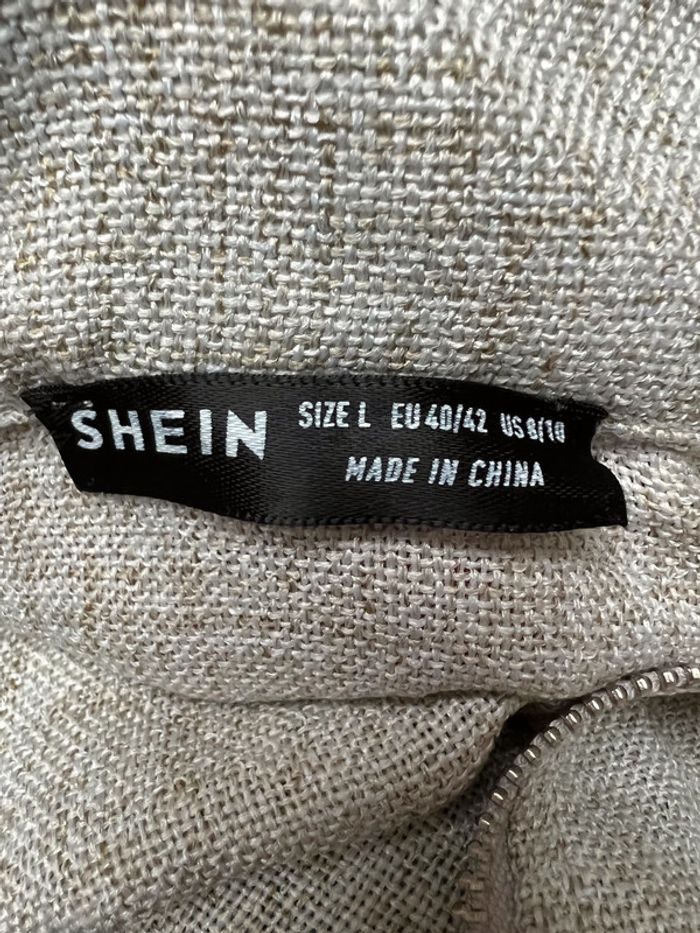 SHEIN
SIZE L EU 40/42 US 8/10
MADE IN CHINA